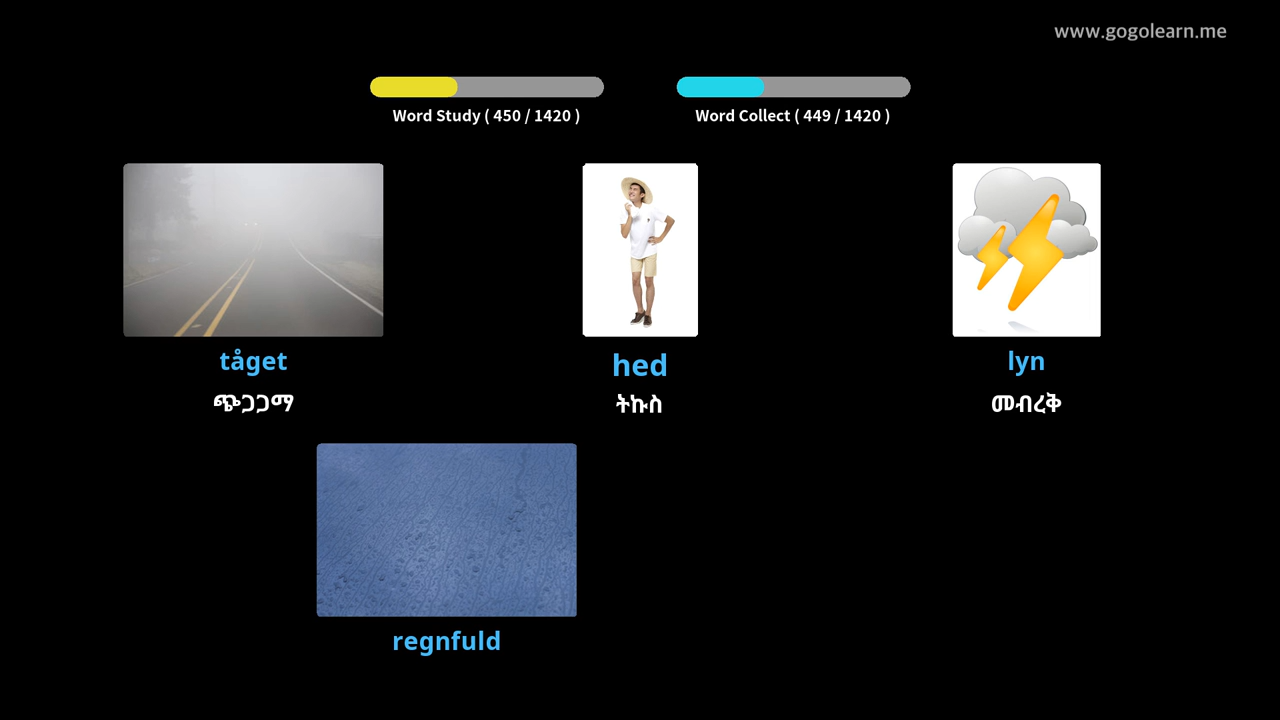 www.gogolearn.me
Word Study ( 450 / 1420 )
Word Collect ( 449 / 1420 )
tåget
hed
lyn
ጭጋጋማ
ትኩስ
መብረቅ
regnfuld